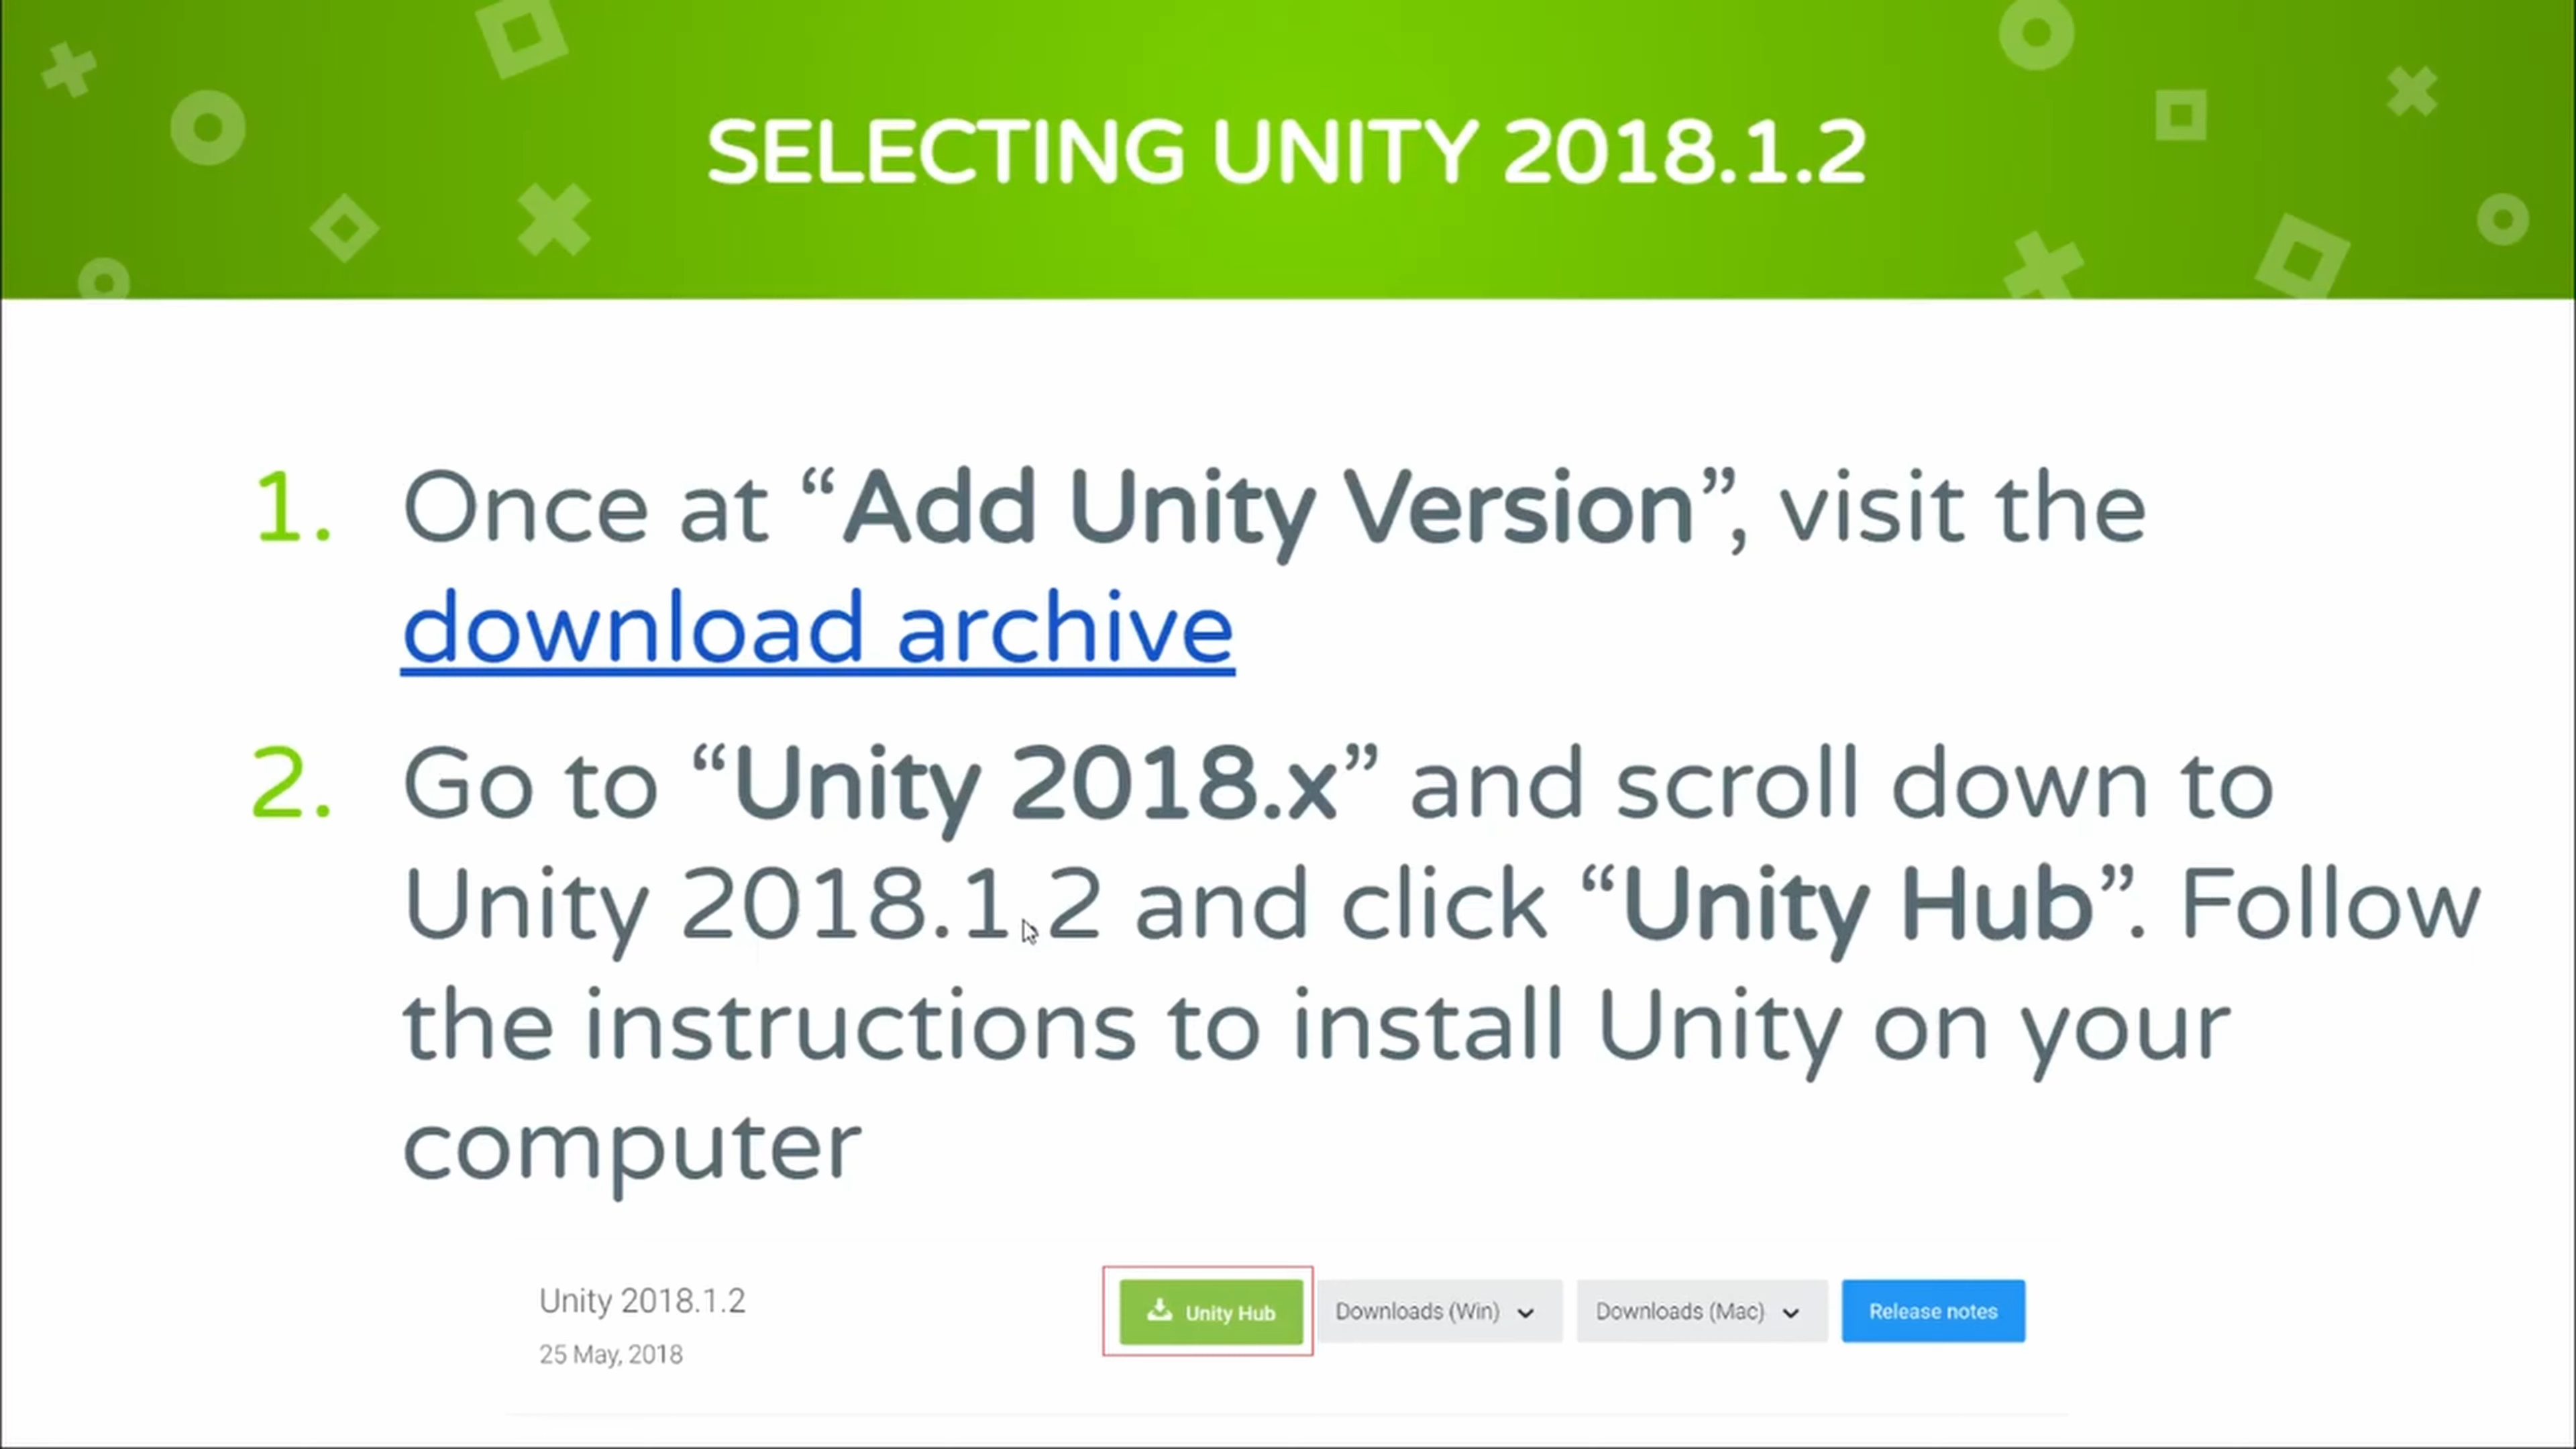 SELECTING UNITY 2018.1.2
1. Once at “Add Unity Version”, visit the
download archive
2. Go to “Unity 2018.x” and scroll down to
Unity 2018.1.2 and click “Unity Hub”. Follow
the instructions to install Unity on your
computer
Unity 2018.1.2
Unity Hub Downloads (Win) Downloads (Mac) Release notes
25 May, 2018